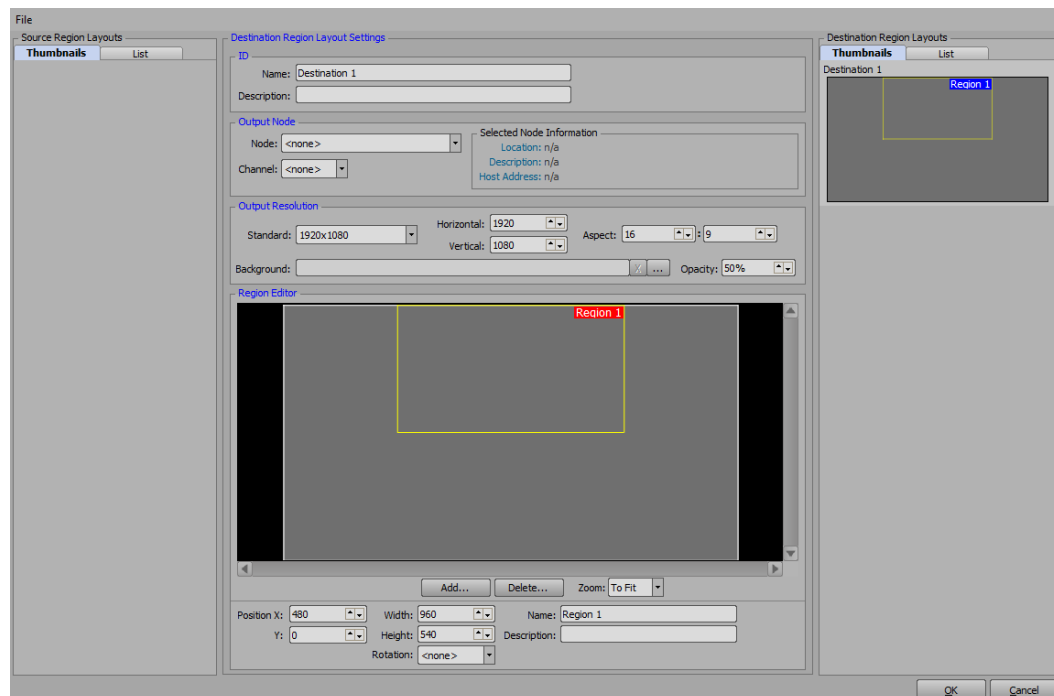 File
Source Region Layouts
Thumbnails List
Destination Region Layout Settings
ID
Name: Destination 1
Description:
Output Node
Node: <none>
Channel: <none>
Selected Node Information
Location: n/a
Description: n/a
Host Address: n/a
Output Resolution
Standard: 1920x1080
Horizontal: 1920
Vertical: 1080
Aspect: 16 : 9
Background: X ... Opacity: 50%
Region Editor
Region 1
Add... Delete... Zoom: To Fit
Position X: 480 Width: 960 Name: Region 1
Y: 0 Height: 540 Description:
Rotation: <none>
Destination Region Layouts
Thumbnails List
Destination 1
Region 1
OK Cancel